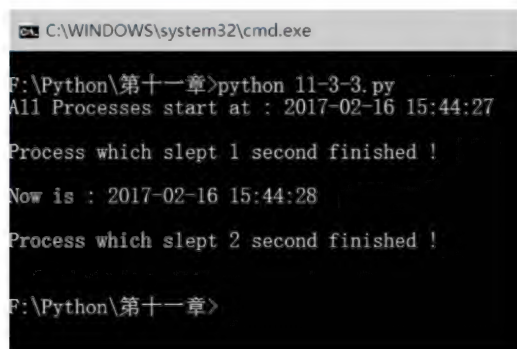 C:\WINDOWS\system32\cmd.exe
F:\Python\第十一章>python 11-3-3.py
All Processes start at : 2017-02-16 15:44:27
Process which slept 1 second finished !
Now is : 2017-02-16 15:44:28
Process which slept 2 second finished !
F:\Python\第十一章>